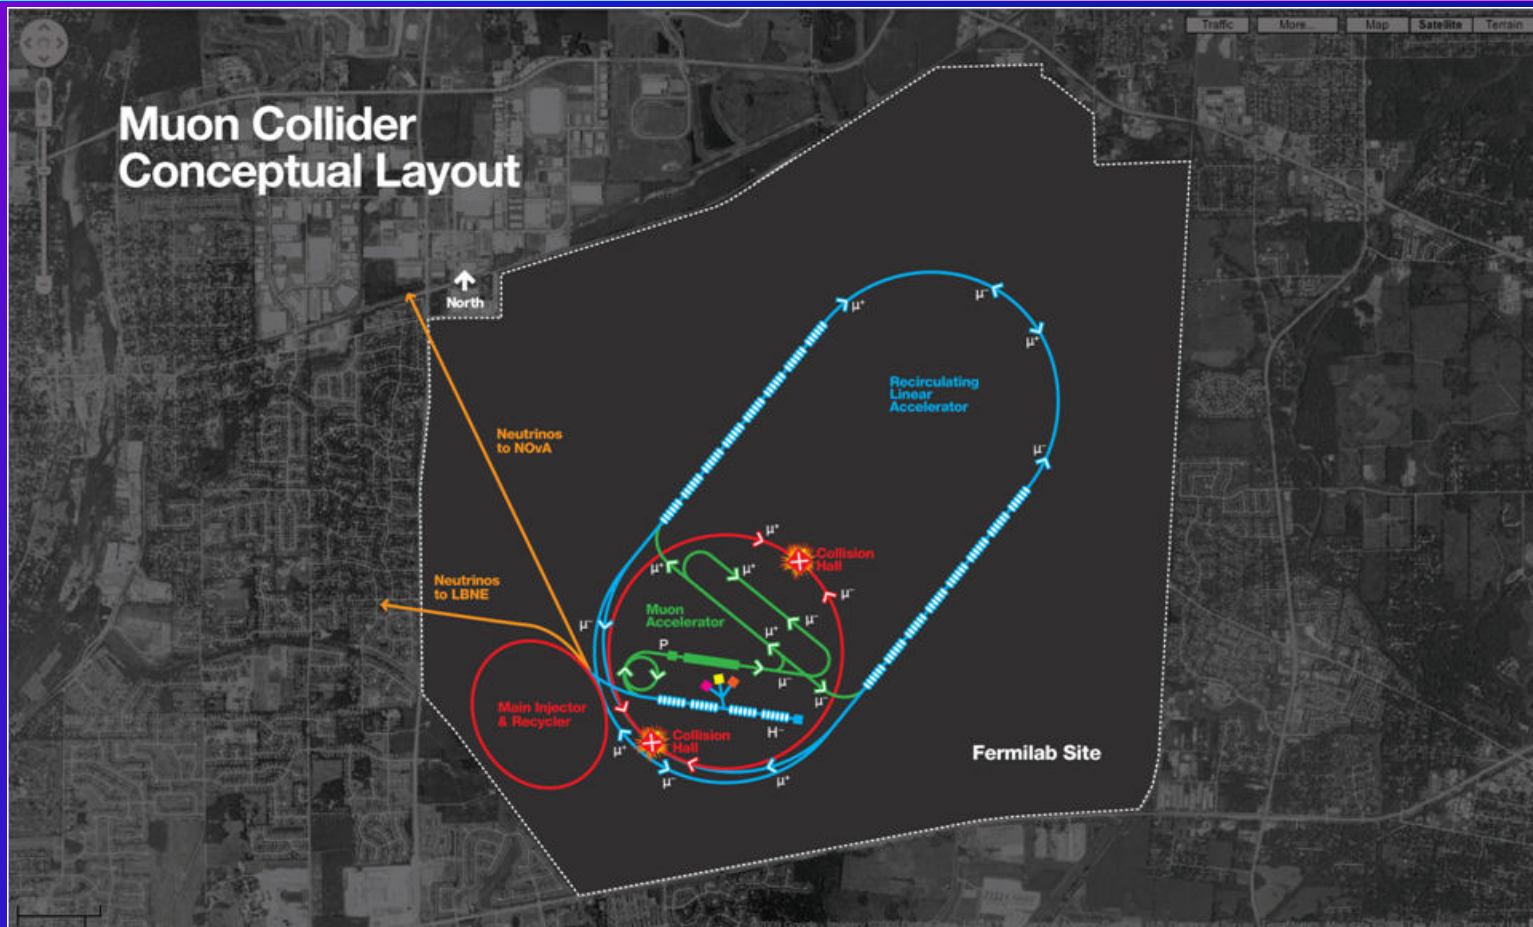 Traffic
More...
Map
Satellite
Terrain
Muon Collider
Conceptual Layout
North
μ⁺
μ⁻
μ⁺
Recirculating
Linear
Accelerator
Neutrinos
to NOvA
μ⁻
μ⁺
Collision
Hall
μ⁺
μ⁺
Neutrinos
to LBNE
μ⁻
Muon
Accelerator
μ⁻
μ⁻
μ⁺
P
μ⁻
μ⁻
Main Injector
& Recycler
H⁻
Collision
Hall
μ⁺
Fermilab Site
μ⁻
μ⁺